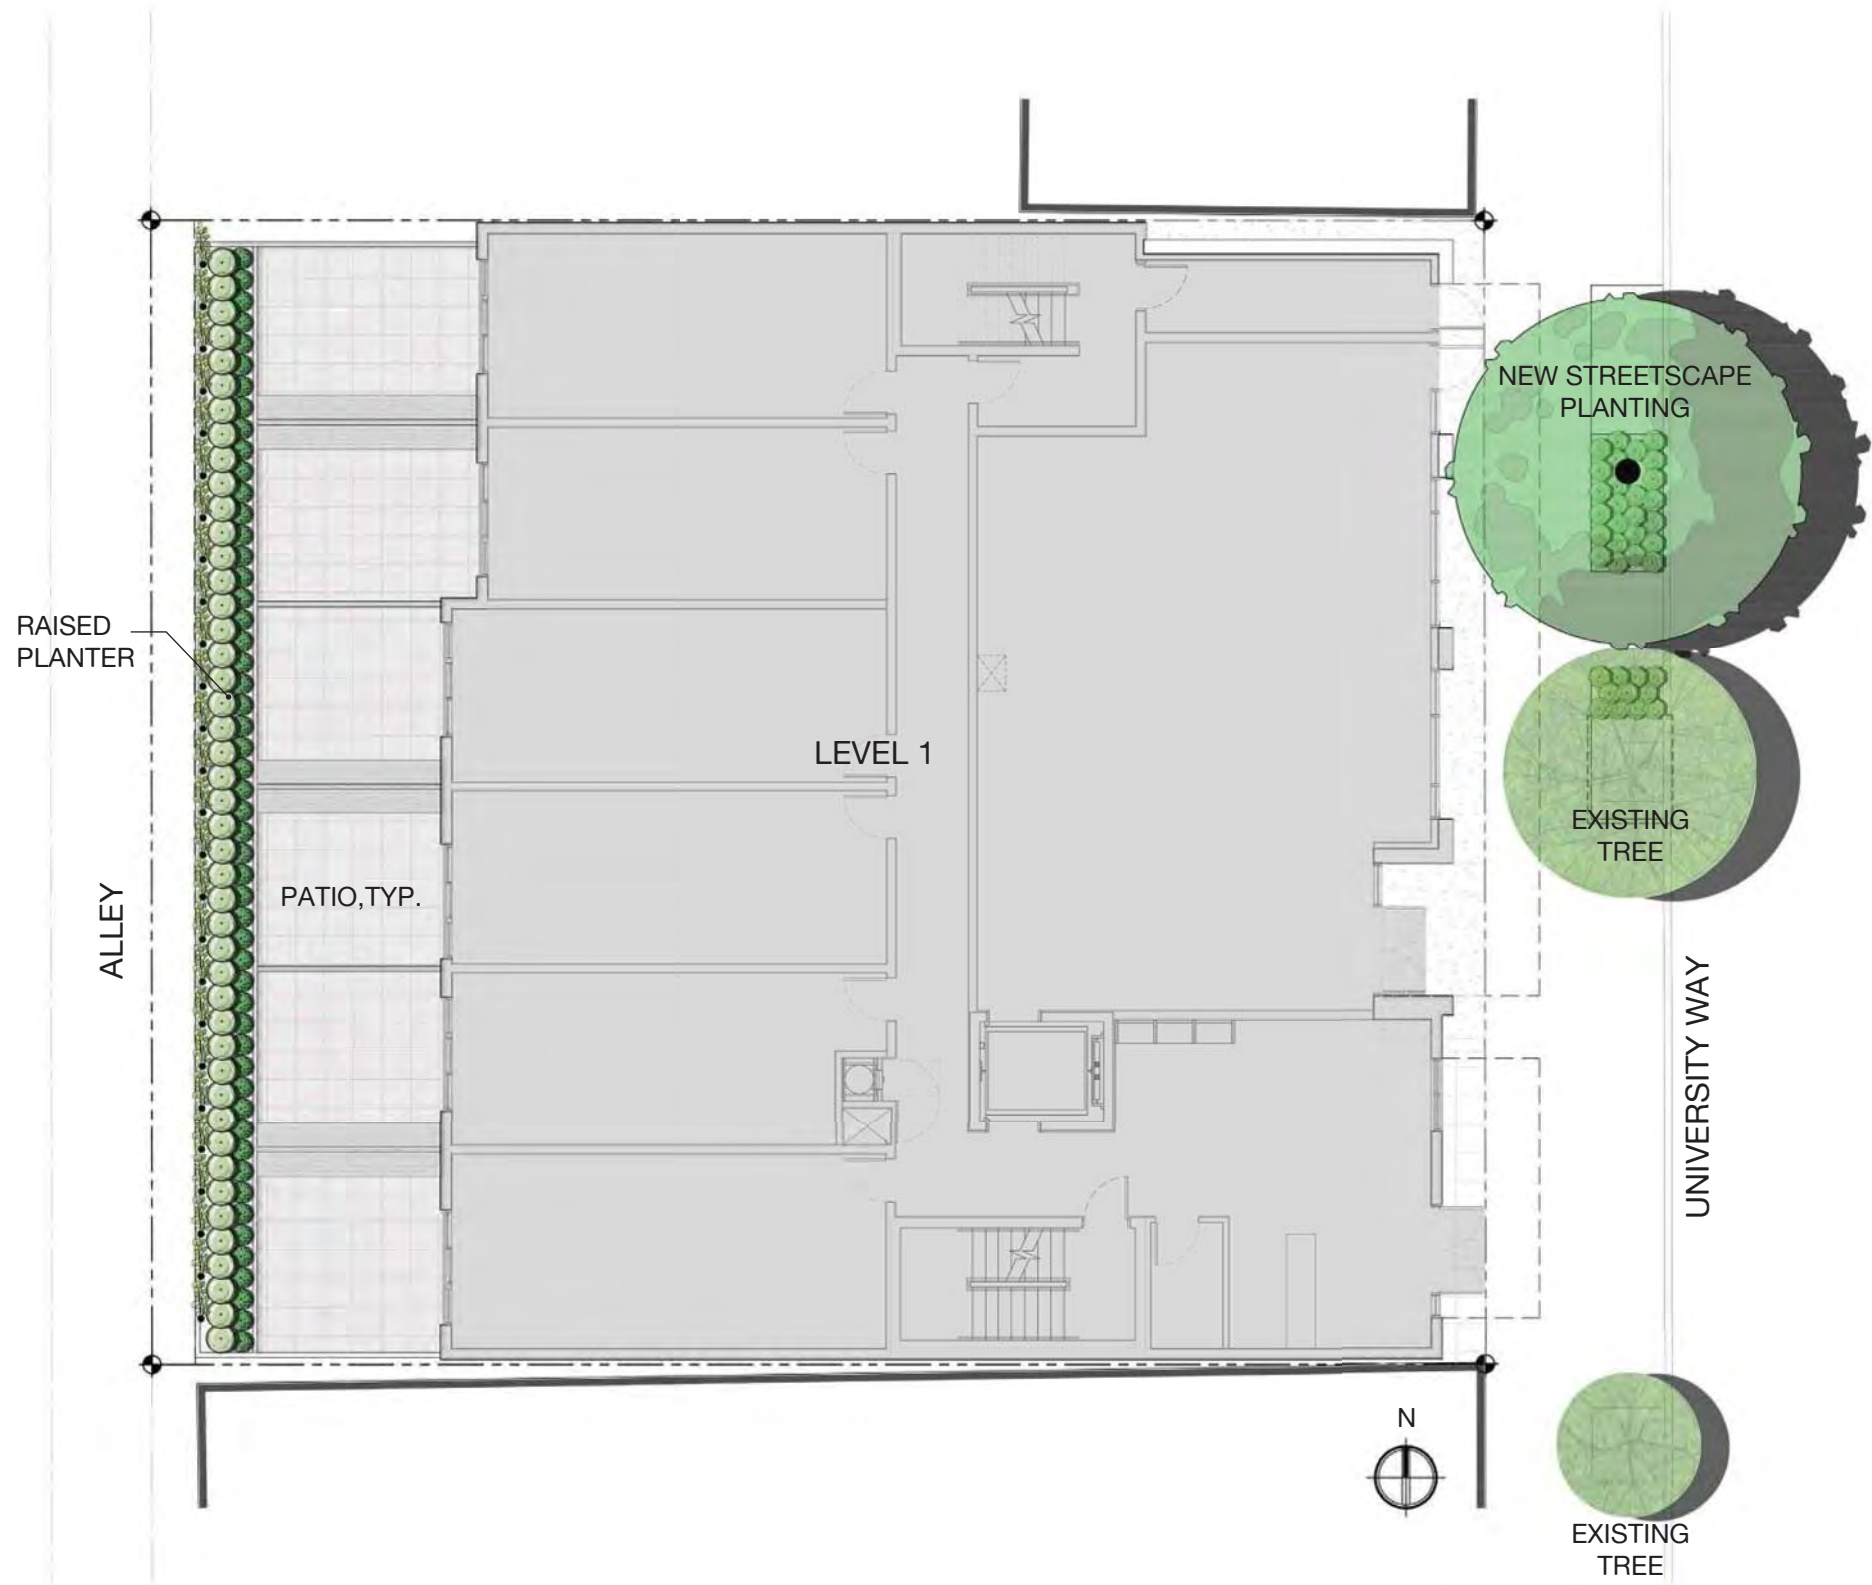 NEW STREETSCAPE
PLANTING
RAISED
PLANTER
LEVEL 1
EXISTING
TREE
PATIO,TYP.
ALLEY
UNIVERSITY WAY
N
EXISTING
TREE